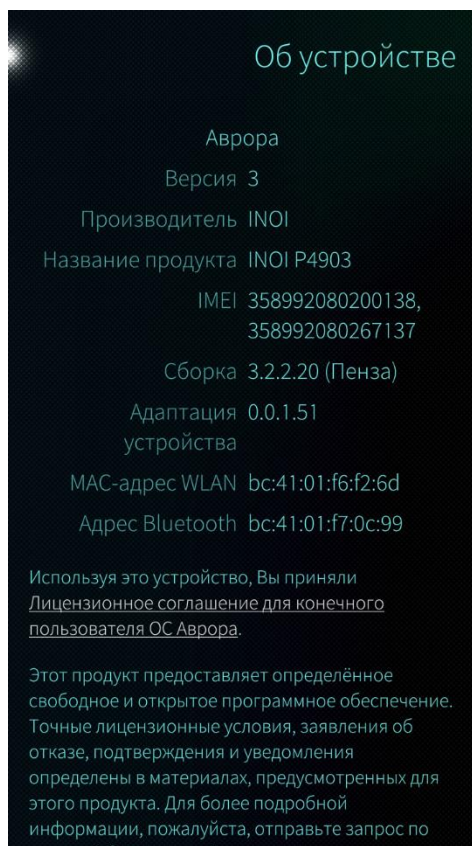 Об устройстве
Аврора
Версия 3
Производитель INOI
Название продукта INOI P4903
IMEI 358992080200138,
358992080267137
Сборка 3.2.2.20 (Пенза)
Адаптация 0.0.1.51
устройства
MAC-адрес WLAN bc:41:01:f6:f2:6d
Адрес Bluetooth bc:41:01:f7:0c:99
Используя это устройство, Вы приняли
Лицензионное соглашение для конечного
пользователя ОС Аврора.
Этот продукт предоставляет определённое
свободное и открытое программное обеспечение.
Точные лицензионные условия, заявления об
отказе, подтверждения и уведомления
определены в материалах, предусмотренных для
этого продукта. Для более подробной
информации, пожалуйста, отправьте запрос по